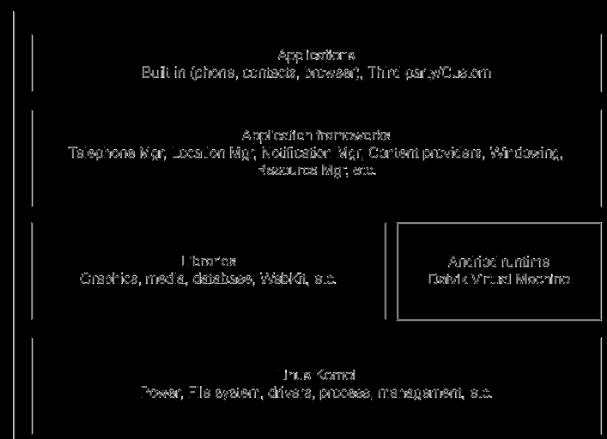 Applications
Built in (phone, contacts, browser), Third party/Custom
Application frameworks
Telephone Mgr, Location Mgr, Notification Mgr, Content providers, Windowing,
Resource Mgr, etc.
Libraries
Graphics, media, database, WebKit, etc.
Android runtime
Dalvik Virtual Machine
Linux Kernel
Power, File system, drivers, process, management, etc.